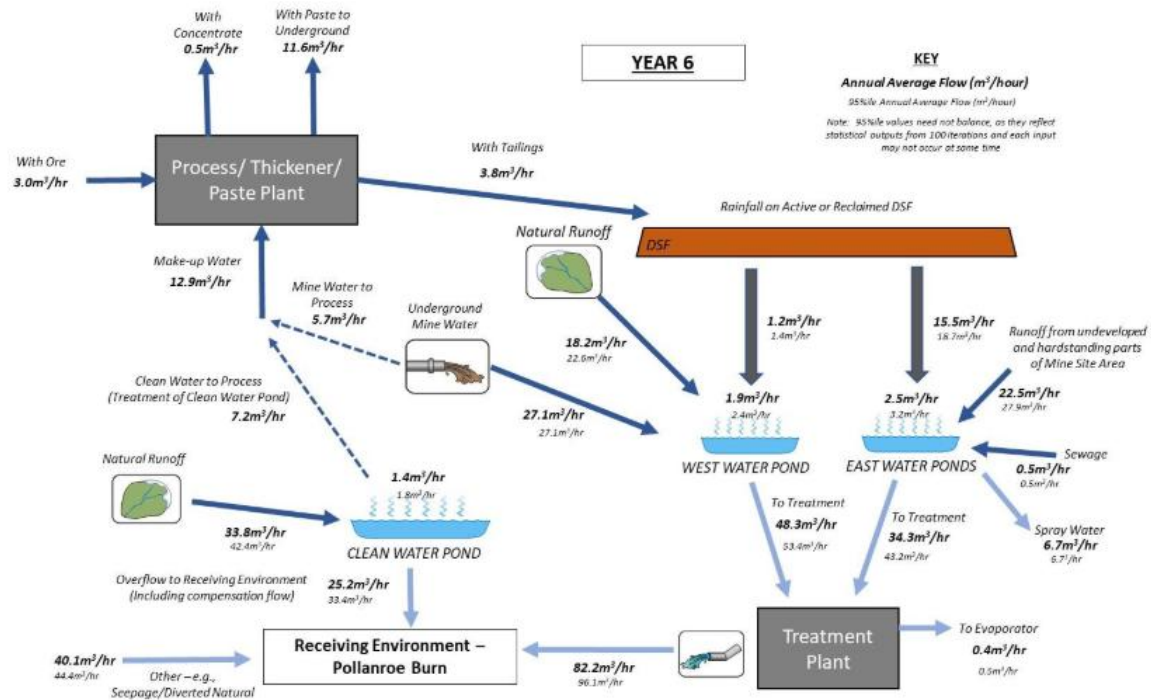 With
Concentrate
0.5m³/hr
With Paste to
Underground
11.6m³/hr
YEAR 6
KEY
Annual Average Flow (m³/hour)
95%ile Annual Average Flow (m³/hour)
Note: 95%ile values need not balance, as they reflect
statistical outputs from 100 iterations and each input
may not occur at same time
With Ore
3.0m³/hr
Process/ Thickener/
Paste Plant
With Tailings
3.8m³/hr
Rainfall on Active or Reclaimed DSF
DSF
Natural Runoff
18.2m³/hr
22.6m³/hr
Make-up Water
12.9m³/hr
Mine Water to
Process
5.7m³/hr
Underground
Mine Water
27.1m³/hr
27.1m³/hr
1.2m³/hr
1.4m³/hr
15.5m³/hr
18.7m³/hr
Runoff from undeveloped
and hardstanding parts
of Mine Site Area
22.5m³/hr
27.9m³/hr
Clean Water to Process
(Treatment of Clean Water Pond)
7.2m³/hr
1.9m³/hr
2.4m³/hr
WEST WATER POND
2.5m³/hr
3.2m³/hr
EAST WATER PONDS
Sewage
0.5m³/hr
0.5m³/hr
Natural Runoff
33.8m³/hr
42.4m³/hr
1.4m³/hr
1.8m³/hr
CLEAN WATER POND
To Treatment
48.3m³/hr
53.4m³/hr
To Treatment
34.3m³/hr
43.2m³/hr
Spray Water
6.7m³/hr
6.7³/hr
Overflow to Receiving Environment
(Including compensation flow)
25.2m³/hr
33.4m³/hr
Receiving Environment –
Pollanroe Burn
40.1m³/hr
44.4m³/hr
Other – e.g.,
Seepage/Diverted Natural
82.2m³/hr
96.1m³/hr
Treatment
Plant
To Evaporator
0.4m³/hr
0.5m³/hr